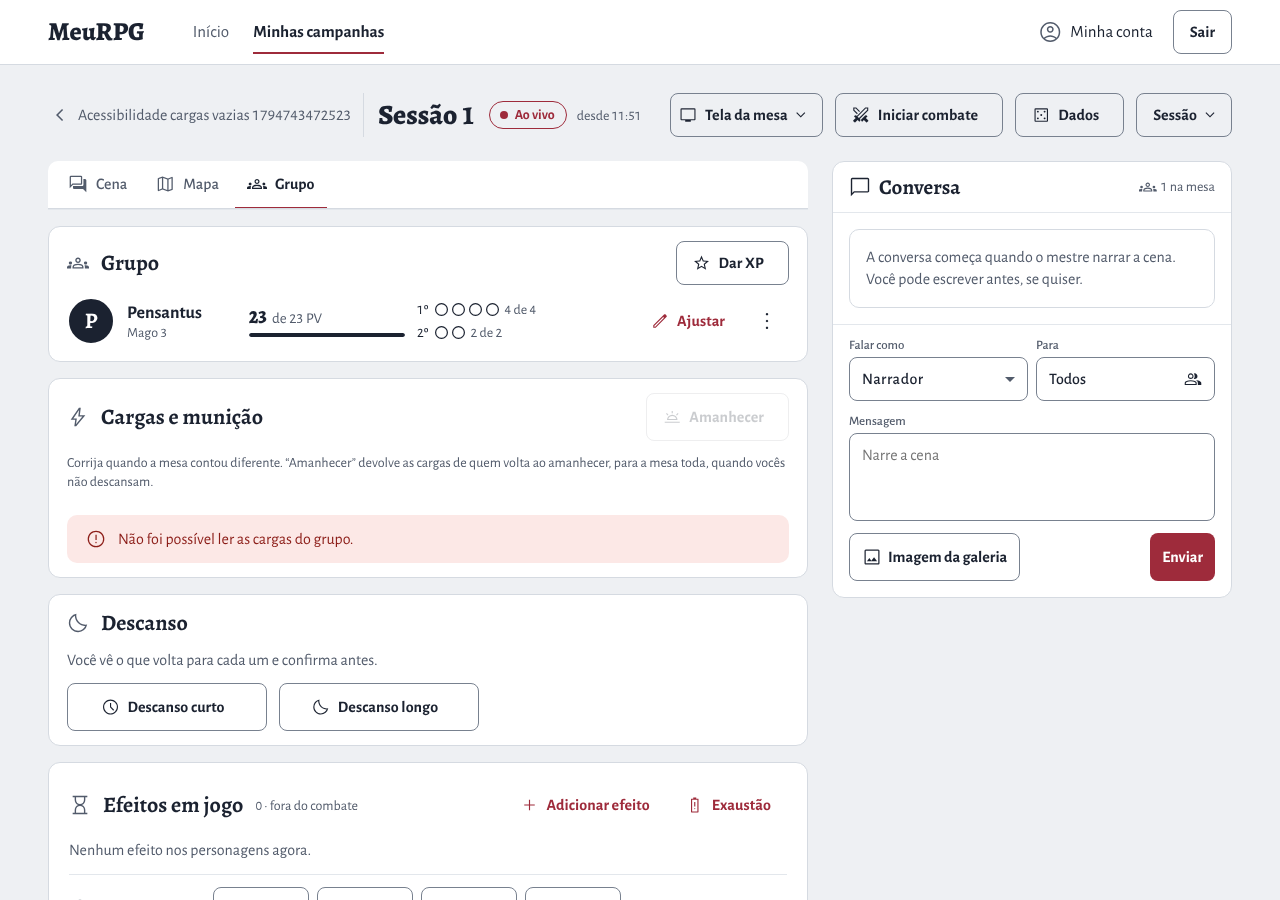 MeuRPG
Início
Minhas campanhas
Minha conta
Sair
Acessibilidade cargas vazias 1794743472523
Sessão 1
Ao vivo
desde 11:51
Tela da mesa
Iniciar combate
Dados
Sessão
Cena
Mapa
Grupo
Grupo
Dar XP
P
Pensantus
Mago 3
23 de 23 PV
1º 4 de 4
2º 2 de 2
Ajustar
Cargas e munição
Amanhecer
Corrija quando a mesa contou diferente. “Amanhecer” devolve as cargas de quem volta ao amanhecer, para a mesa toda, quando vocês
não descansam.
Não foi possível ler as cargas do grupo.
Descanso
Você vê o que volta para cada um e confirma antes.
Descanso curto
Descanso longo
Efeitos em jogo
0 · fora do combate
Adicionar efeito
Exaustão
Nenhum efeito nos personagens agora.
Conversa
1 na mesa
A conversa começa quando o mestre narrar a cena.
Você pode escrever antes, se quiser.
Falar como
Para
Narrador
Todos
Mensagem
Narre a cena
Imagem da galeria
Enviar